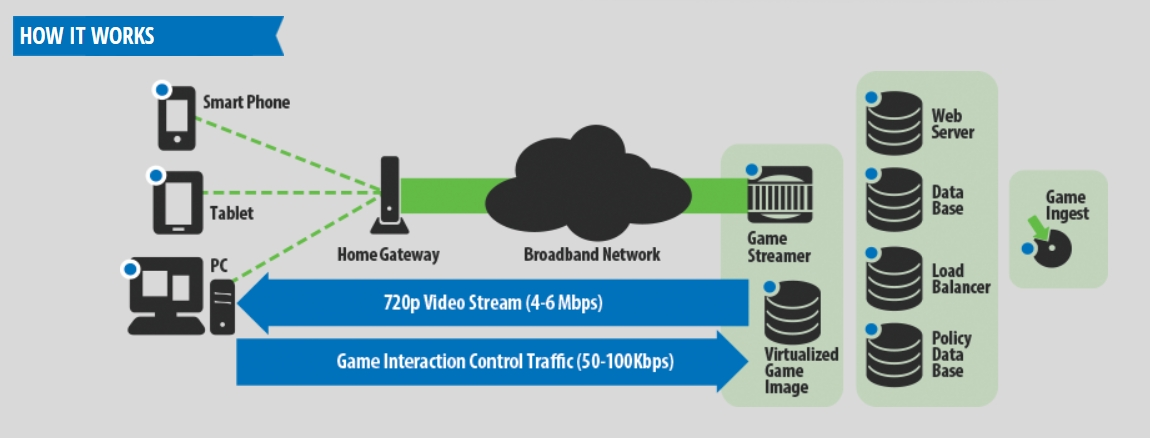 HOW IT WORKS
Smart Phone
Tablet
PC
Home Gateway
Broadband Network
720p Video Stream (4-6 Mbps)
Game Interaction Control Traffic (50-100Kbps)
Game
Streamer
Virtualized
Game
Image
Web
Server
Data
Base
Load
Balancer
Policy
Data
Base
Game
Ingest